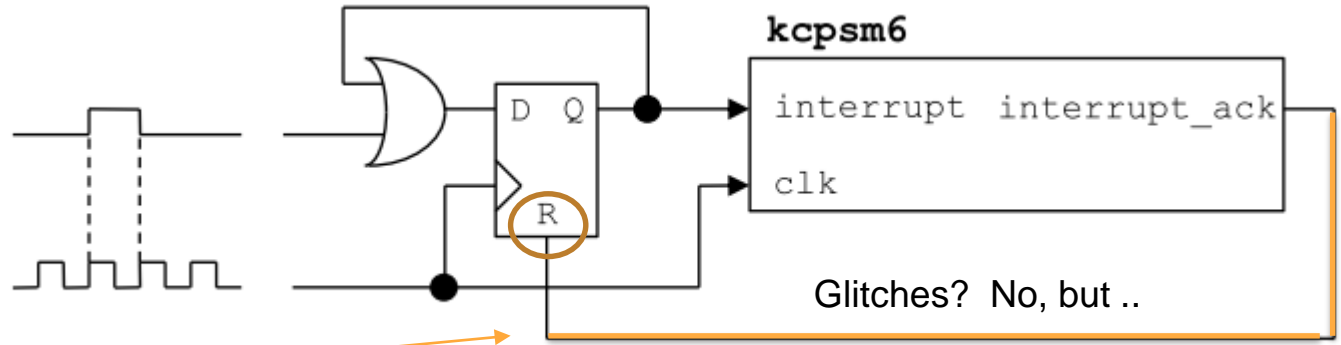 kcpsm6
D Q
interrupt interrupt_ack
clk
R
Glitches? No, but ..